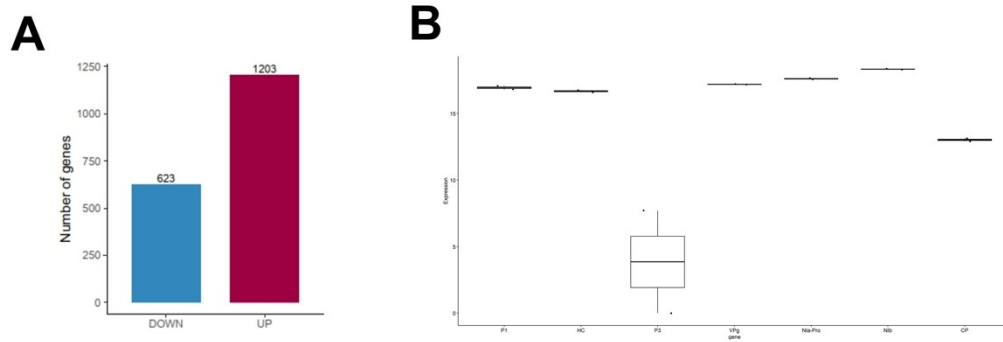 A
B
Number of genes
1250
1000
750
500
250
0
623
1203
DOWN UP
Expression
15
10
5
0
P1 HC P3 VPg NIa-Pro NIb CP
gene